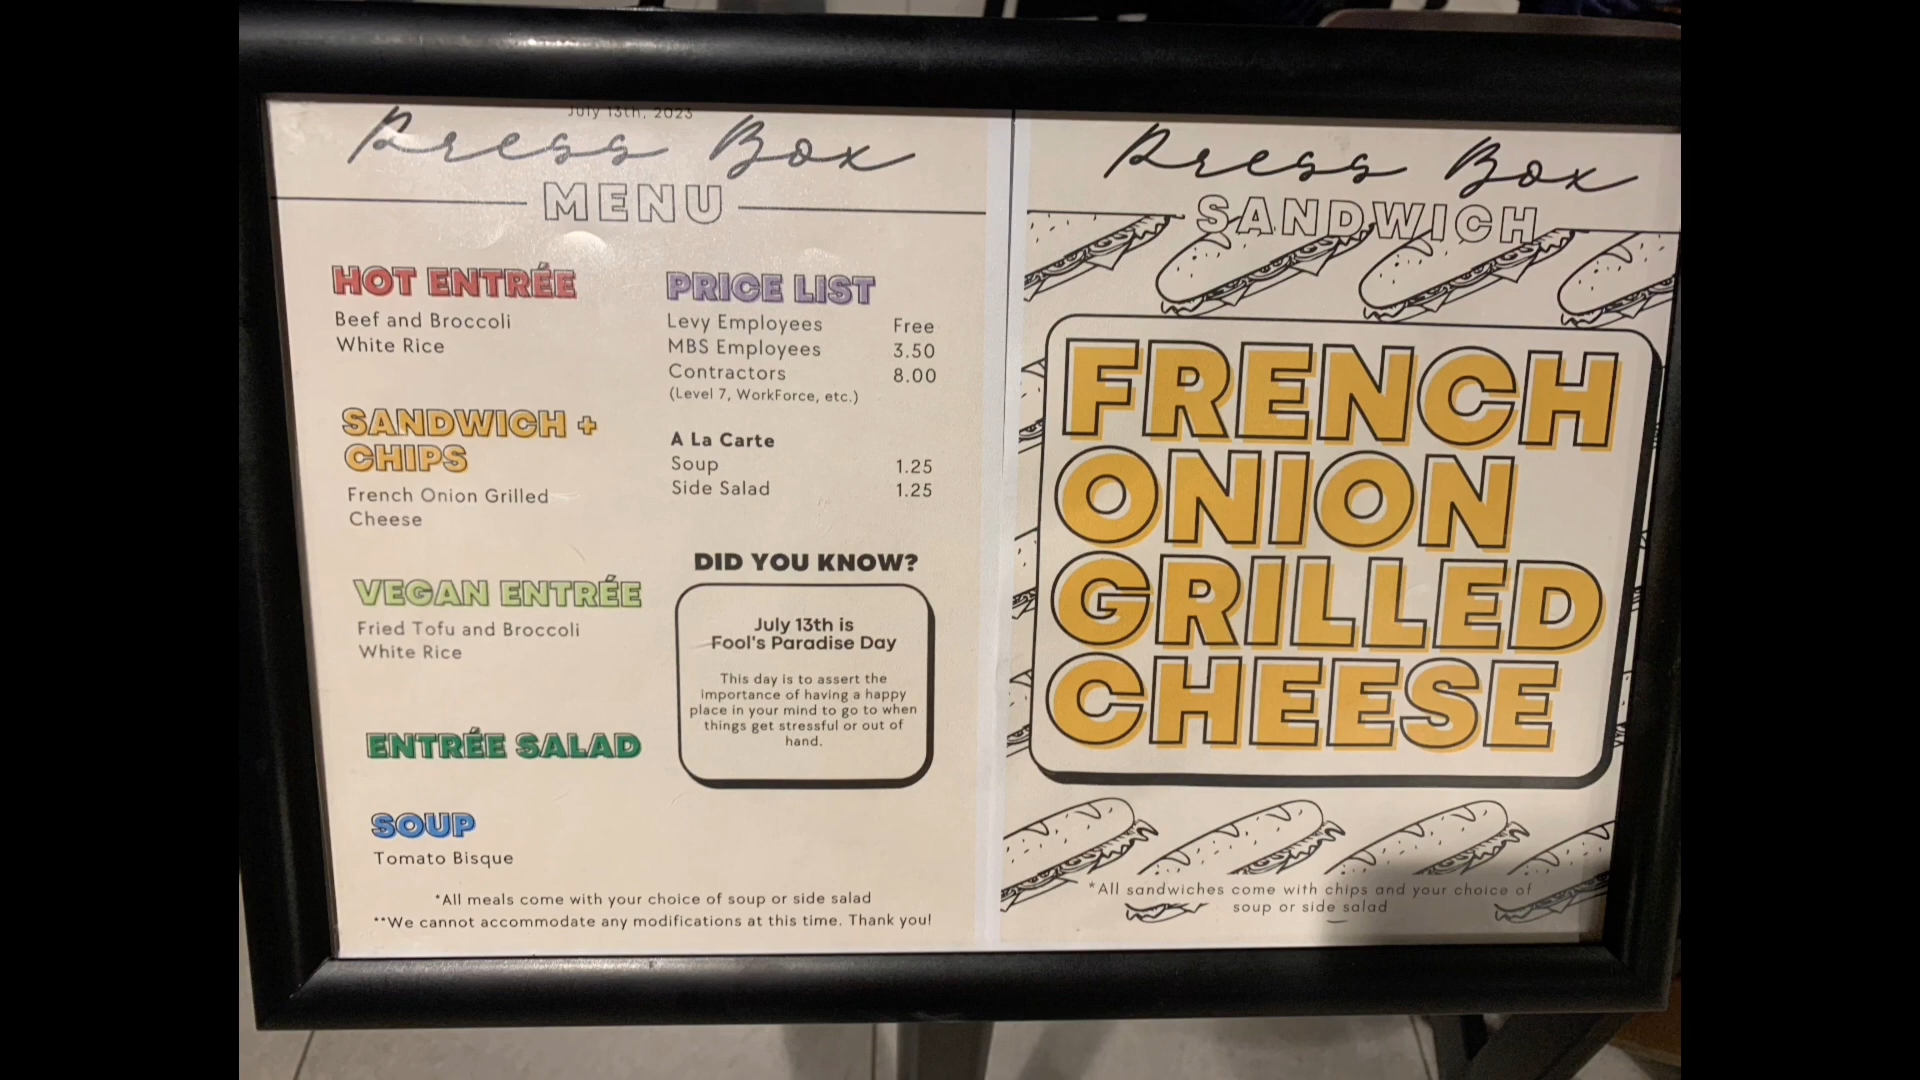 July 13th, 2023
Press Box
MENU
HOT ENTRÉE
Beef and Broccoli
White Rice
SANDWICH +
CHIPS
French Onion Grilled
Cheese
VEGAN ENTRÉE
Fried Tofu and Broccoli
White Rice
ENTRÉE SALAD
SOUP
Tomato Bisque
PRICE LIST
Levy Employees Free
MBS Employees 3.50
Contractors 8.00
(Level 7, WorkForce, etc.)
A La Carte
Soup 1.25
Side Salad 1.25
DID YOU KNOW?
July 13th is
Fool's Paradise Day
This day is to assert the
importance of having a happy
place in your mind to go to when
things get stressful or out of
hand.
*All meals come with your choice of soup or side salad
**We cannot accommodate any modifications at this time. Thank you!
Press Box
SANDWICH
FRENCH
ONION
GRILLED
CHEESE
*All sandwiches come with chips and your choice of
soup or side salad